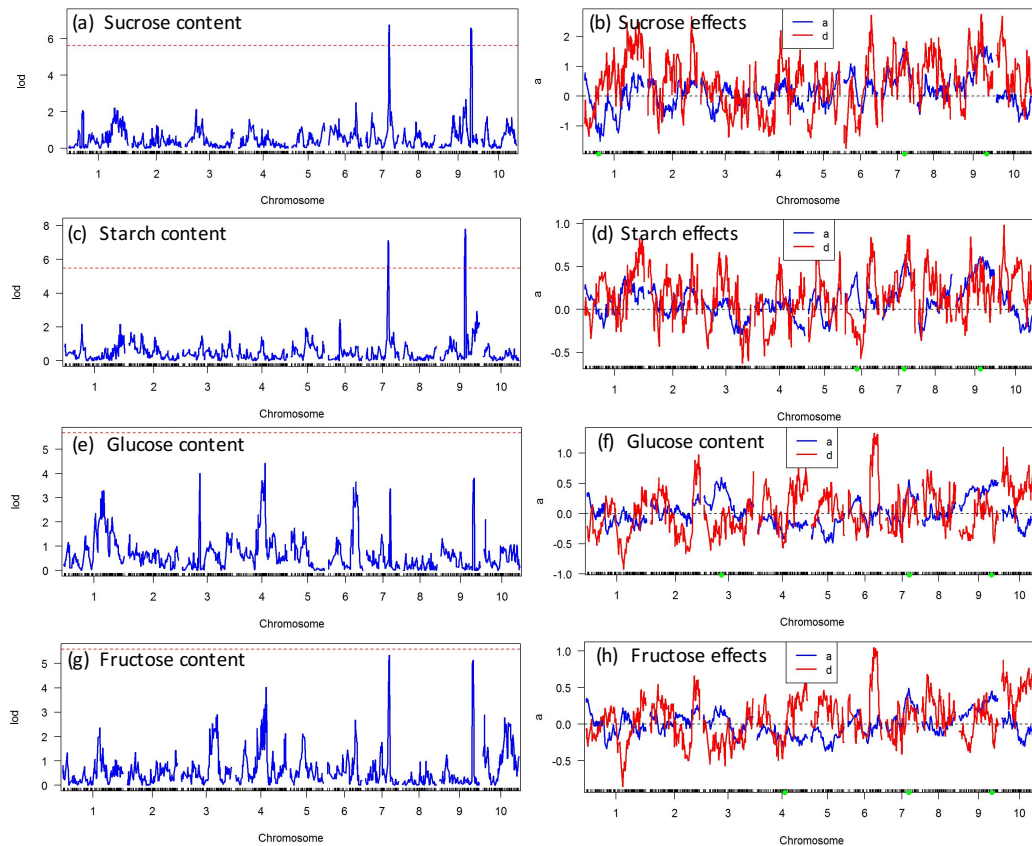 (a) Sucrose content
lod
6
4
2
0
1 2 3 4 5 6 7 8 9 10
Chromosome
(b) Sucrose effects
a
d
a
2
1
0
-1
1 2 3 4 5 6 7 8 9 10
Chromosome
(c) Starch content
lod
8
6
4
2
0
1 2 3 4 5 6 7 8 9 10
Chromosome
(d) Starch effects
a
d
a
1.0
0.5
0.0
-0.5
1 2 3 4 5 6 7 8 9 10
Chromosome
(e) Glucose content
lod
5
4
3
2
1
0
1 2 3 4 5 6 7 8 9 10
Chromosome
(f) Glucose content
a
d
a
1.0
0.5
0.0
-0.5
-1.0
1 2 3 4 5 6 7 8 9 10
Chromosome
(g) Fructose content
lod
5
4
3
2
1
0
1 2 3 4 5 6 7 8 9 10
Chromosome
(h) Fructose effects
a
d
a
1.0
0.5
0.0
-0.5
1 2 3 4 5 6 7 8 9 10
Chromosome